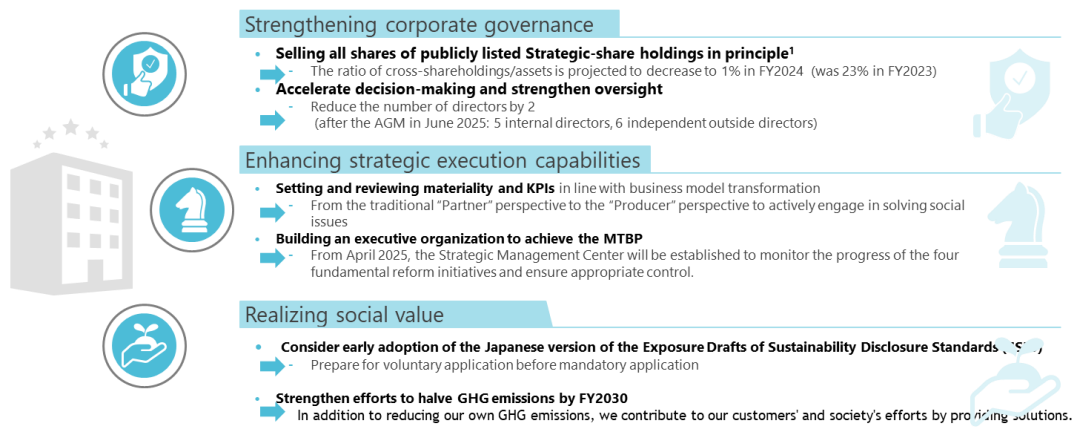 Strengthening corporate governance
• Selling all shares of publicly listed Strategic-share holdings in principle¹
- The ratio of cross-shareholdings/assets is projected to decrease to 1% in FY2024 (was 23% in FY2023)
• Accelerate decision-making and strengthen oversight
- Reduce the number of directors by 2
(after the AGM in June 2025: 5 internal directors, 6 independent outside directors)
Enhancing strategic execution capabilities
• Setting and reviewing materiality and KPIs in line with business model transformation
- From the traditional “Partner” perspective to the “Producer” perspective to actively engage in solving social
issues
• Building an executive organization to achieve the MTBP
- From April 2025, the Strategic Management Center will be established to monitor the progress of the four
fundamental reform initiatives and ensure appropriate control.
Realizing social value
• Consider early adoption of the Japanese version of the Exposure Drafts of Sustainability Disclosure Standards
- Prepare for voluntary application before mandatory application
• Strengthen efforts to halve GHG emissions by FY2030
In addition to reducing our own GHG emissions, we contribute to our customers' and society's efforts by providing solutions.